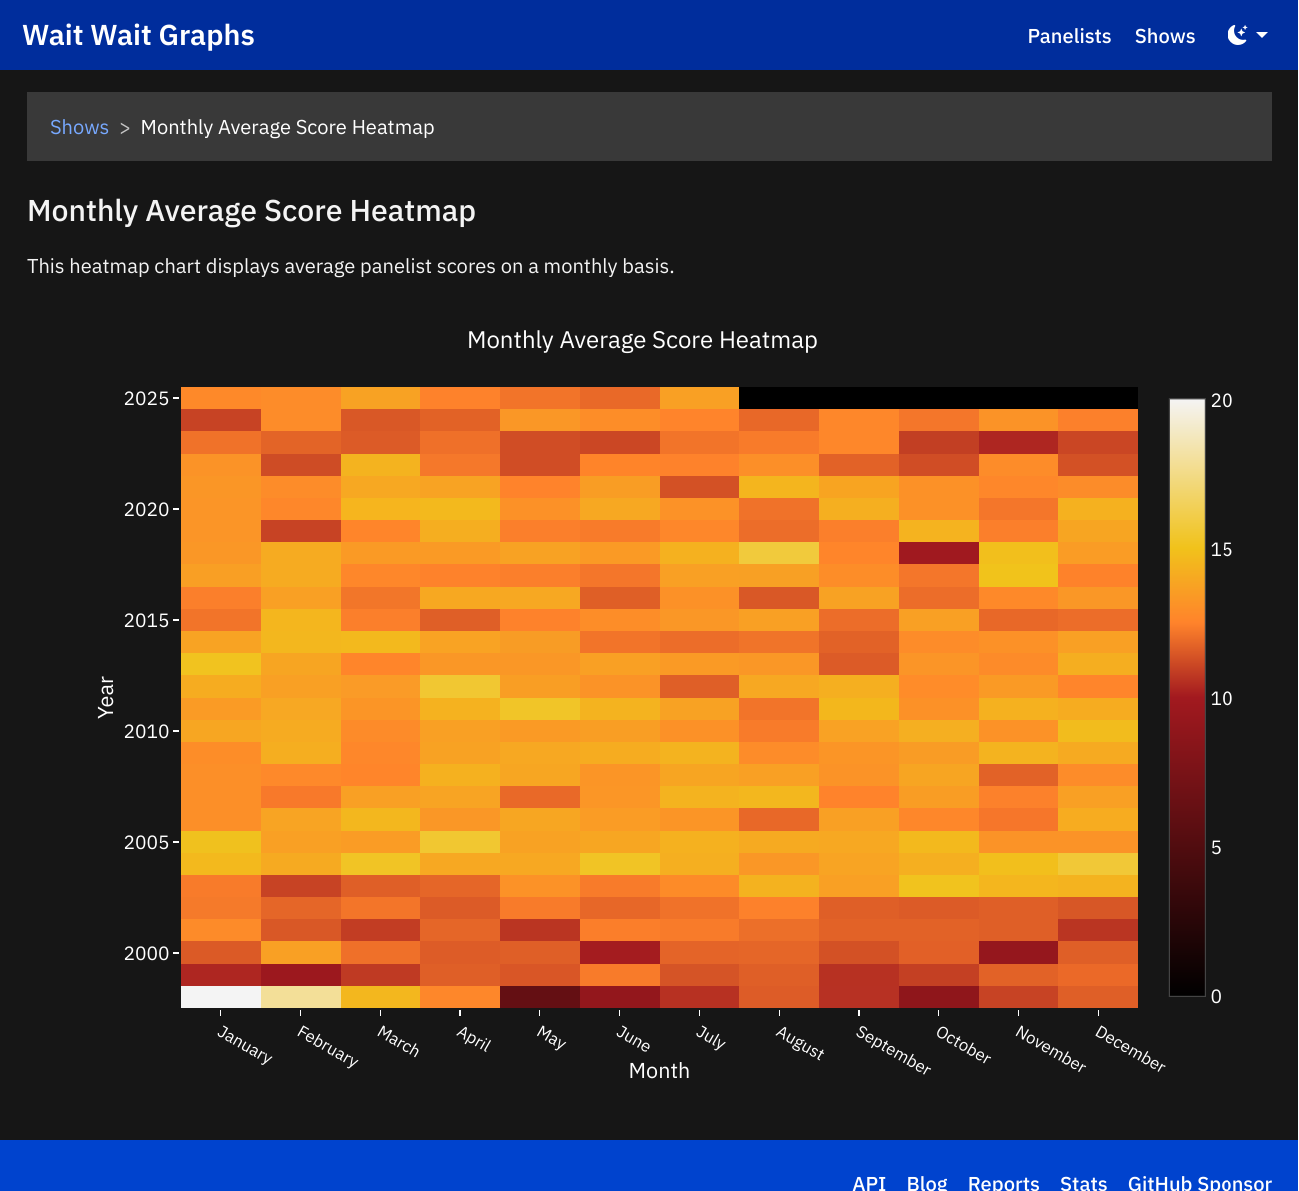 Wait Wait Graphs
Panelists Shows
Shows > Monthly Average Score Heatmap
Monthly Average Score Heatmap
This heatmap chart displays average panelist scores on a monthly basis.
Monthly Average Score Heatmap
2025
2020
2015
2010
2005
2000
Year
20
15
10
5
0
January February March April May June July August September October November December
Month
API Blog Reports Stats GitHub Sponsor